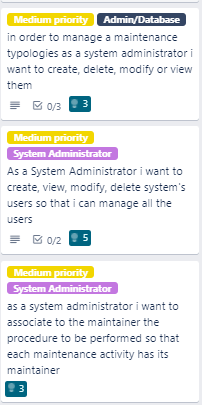 Medium priority Admin/Database
in order to manage a maintenance
typologies as a system administrator i
want to create, delete, modify or view
them
0/3 3
Medium priority
System Administrator
As a System Administrator i want to
create, view, modify, delete system's
users so that i can manage all the
users
0/2 5
Medium priority
System Administrator
as a system administrator i want to
associate to the maintainer the
procedure to be performed so that
each maintenance activity has its
maintainer
3